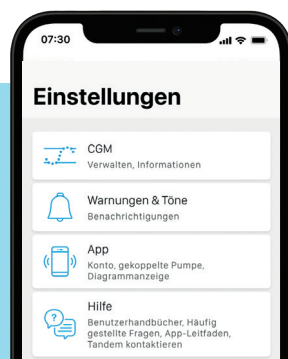 07:30
Einstellungen
CGM
Verwalten, Informationen
Warnungen & Töne
Benachrichtigungen
App
Konto, gekoppelte Pumpe,
Diagrammanzeige
Hilfe
Benutzerhandbücher, Häufig
gestellte Fragen, App-Leitfaden,
Tandem kontaktieren